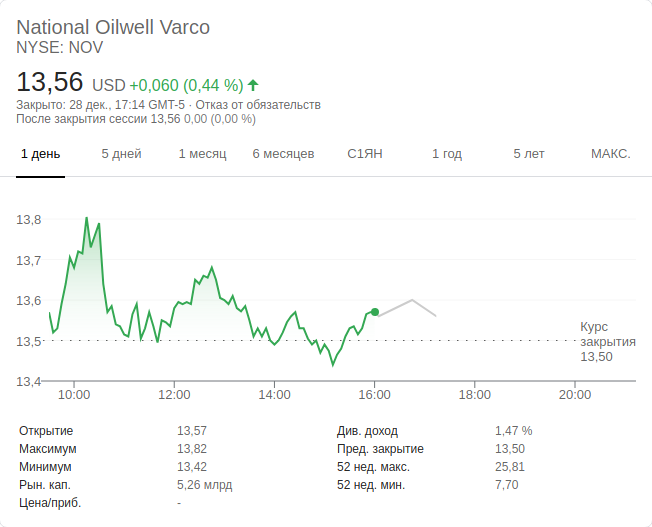 National Oilwell Varco
NYSE: NOV
13,56 USD +0,060 (0,44 %)
Закрыто: 28 дек., 17:14 GMT-5 · Отказ от обязательств
После закрытия сессии 13,56 0,00 (0,00 %)
1 день 5 дней 1 месяц 6 месяцев С1ЯН 1 год 5 лет МАКС.
13,8
13,7
13,6
13,5
13,4
Курс
закрытия
13,50
10:00 12:00 14:00 16:00 18:00 20:00
Открытие 13,57 Див. доход 1,47 %
Максимум 13,82 Пред. закрытие 13,50
Минимум 13,42 52 нед. макс. 25,81
Рын. кап. 5,26 млрд 52 нед. мин. 7,70
Цена/приб. -